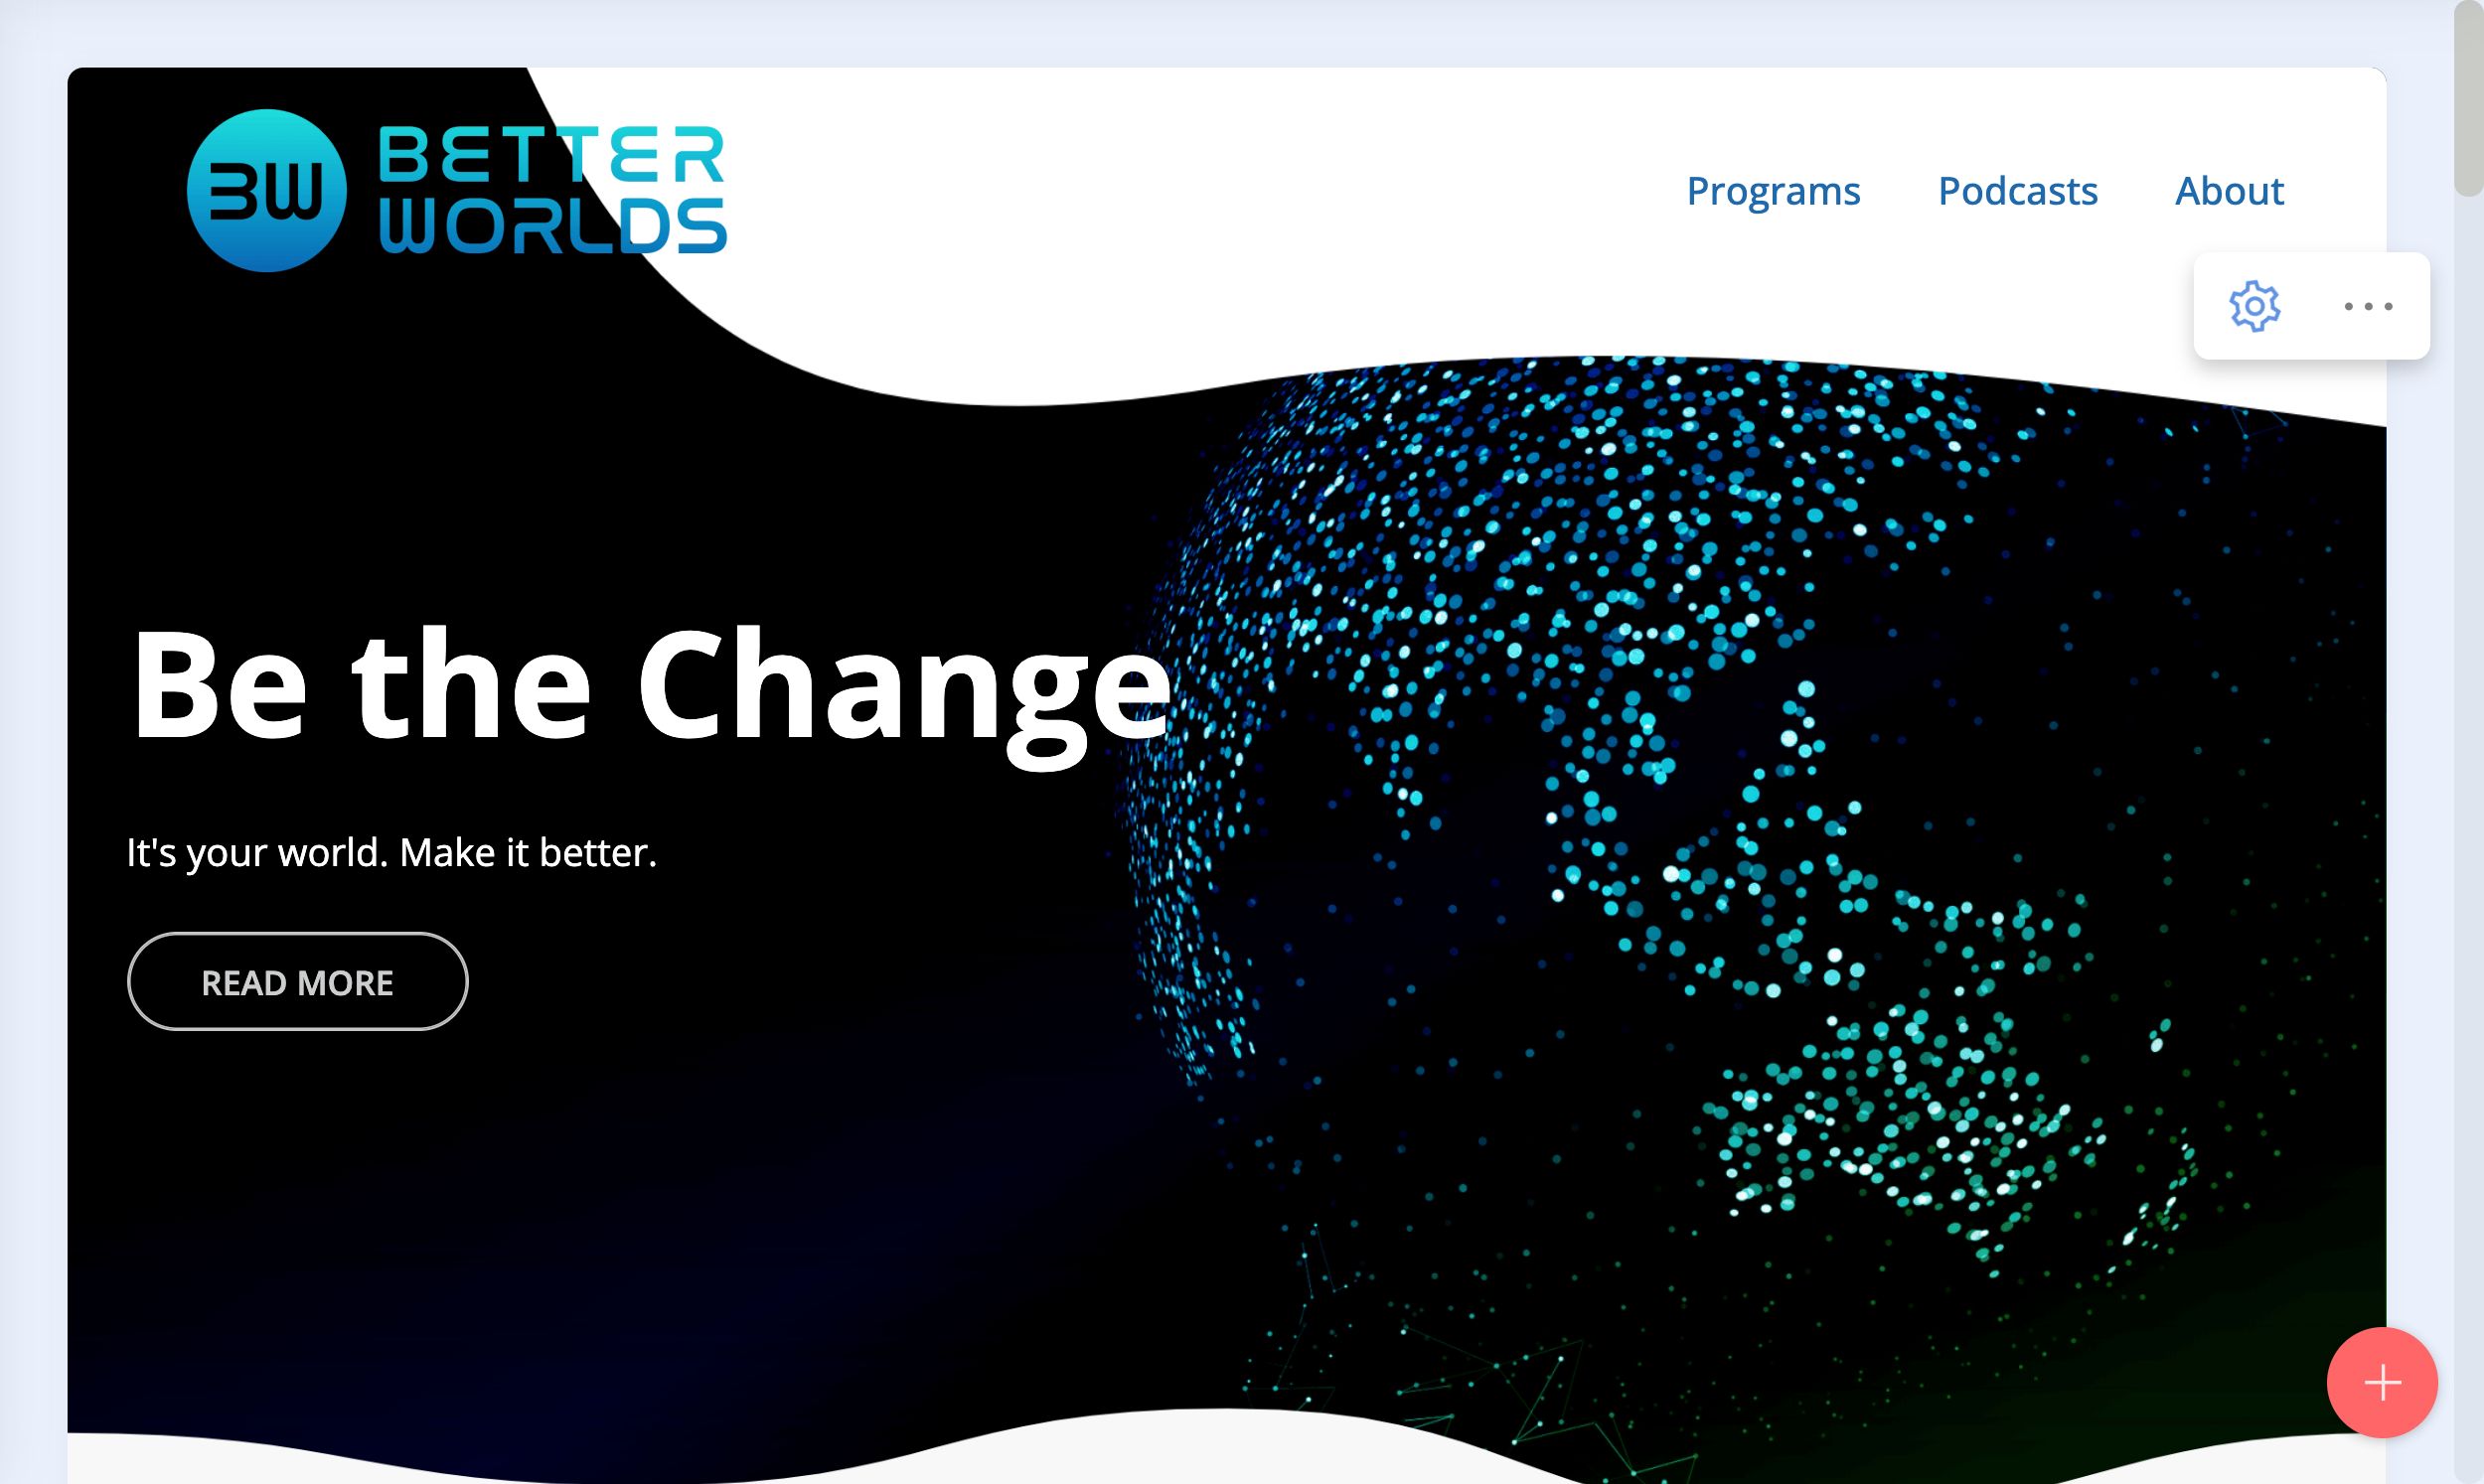 BW
BETTER
WORLDS
Programs
Podcasts
About
Be the Change
It's your world. Make it better.
READ MORE